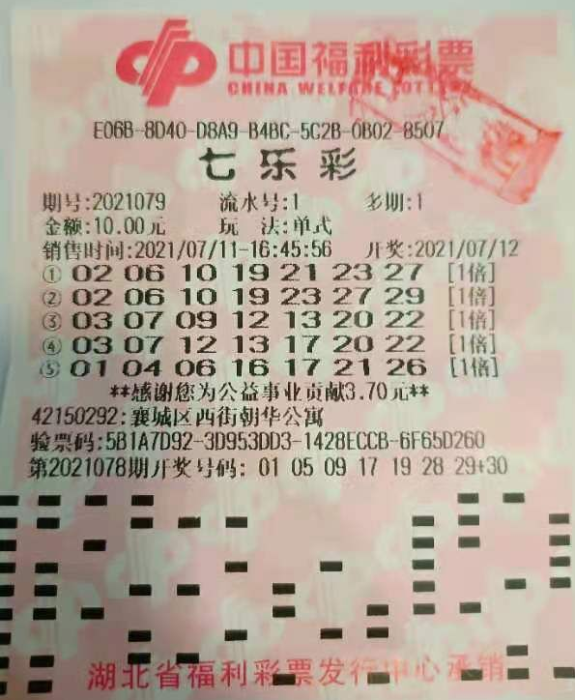 中国福利彩票
CHINA WELFARE LOTTERY
E06B-8D40-D8A9-B4BC-5C2B-0B02-8507
七乐彩
期号:2021079 流水号:1 多期:1
金额:10.00元 玩 法:单式
销售时间:2021/07/11-16:45:56 开奖:2021/07/12
① 02 06 10 19 21 23 27 [1倍]
② 02 06 10 19 23 27 29 [1倍]
③ 03 07 09 12 13 20 22 [1倍]
④ 03 07 12 13 17 20 22 [1倍]
⑤ 01 04 06 16 17 21 26 [1倍]
**感谢您为公益事业贡献3.70元**
42150292:襄城区西街朝华公寓
验票码:5B1A7D92-3D953DD3-1428ECCB-6F65D260
第2021078期开奖号码: 01 05 09 17 19 28 29+30
湖北省福利彩票发行中心承销